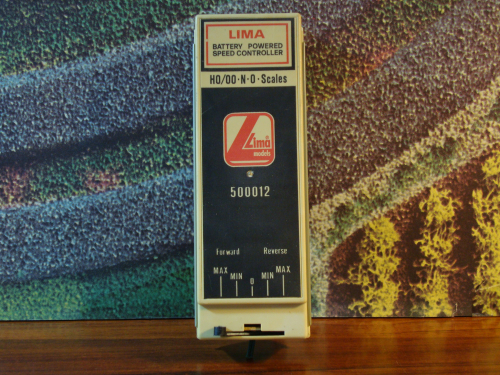 LIMA
BATTERY POWERED
SPEED CONTROLLER
HO/OO·N·O·Scales
Lima
models
500012
Forward Reverse
MAX MIN 0 MIN MAX